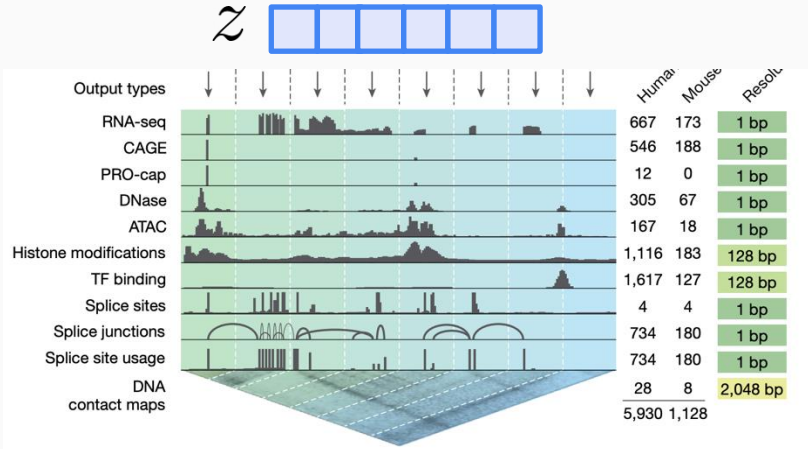 z
Output types Human Mouse
RNA-seq 667 173 1 bp
CAGE 546 188 1 bp
PRO-cap 12 0 1 bp
DNase 305 67 1 bp
ATAC 167 18 1 bp
Histone modifications 1,116 183 128 bp
TF binding 1,617 127 128 bp
Splice sites 4 4 1 bp
Splice junctions 734 180 1 bp
Splice site usage 734 180 1 bp
DNA
contact maps 28 8 2,048 bp
5,930 1,128